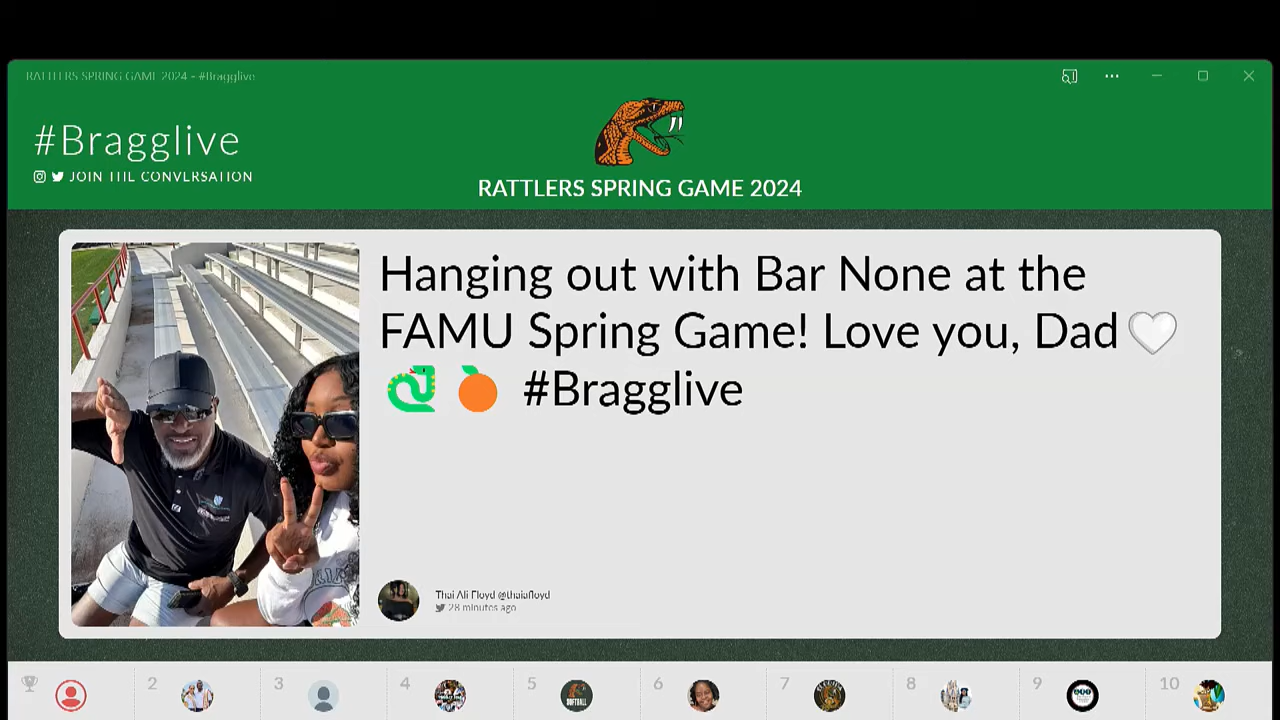 RATTLERS SPRING GAME 2024 - #Bragglive
#Bragglive
JOIN THE CONVERSATION
RATTLERS SPRING GAME 2024
Hanging out with Bar None at the
FAMU Spring Game! Love you, Dad🤍
🐍🍊 #Bragglive
Thai Ali Floyd @thaiafloyd
28 minutes ago
2 3 4 5 6 7 8 9 10
SOFTBALL